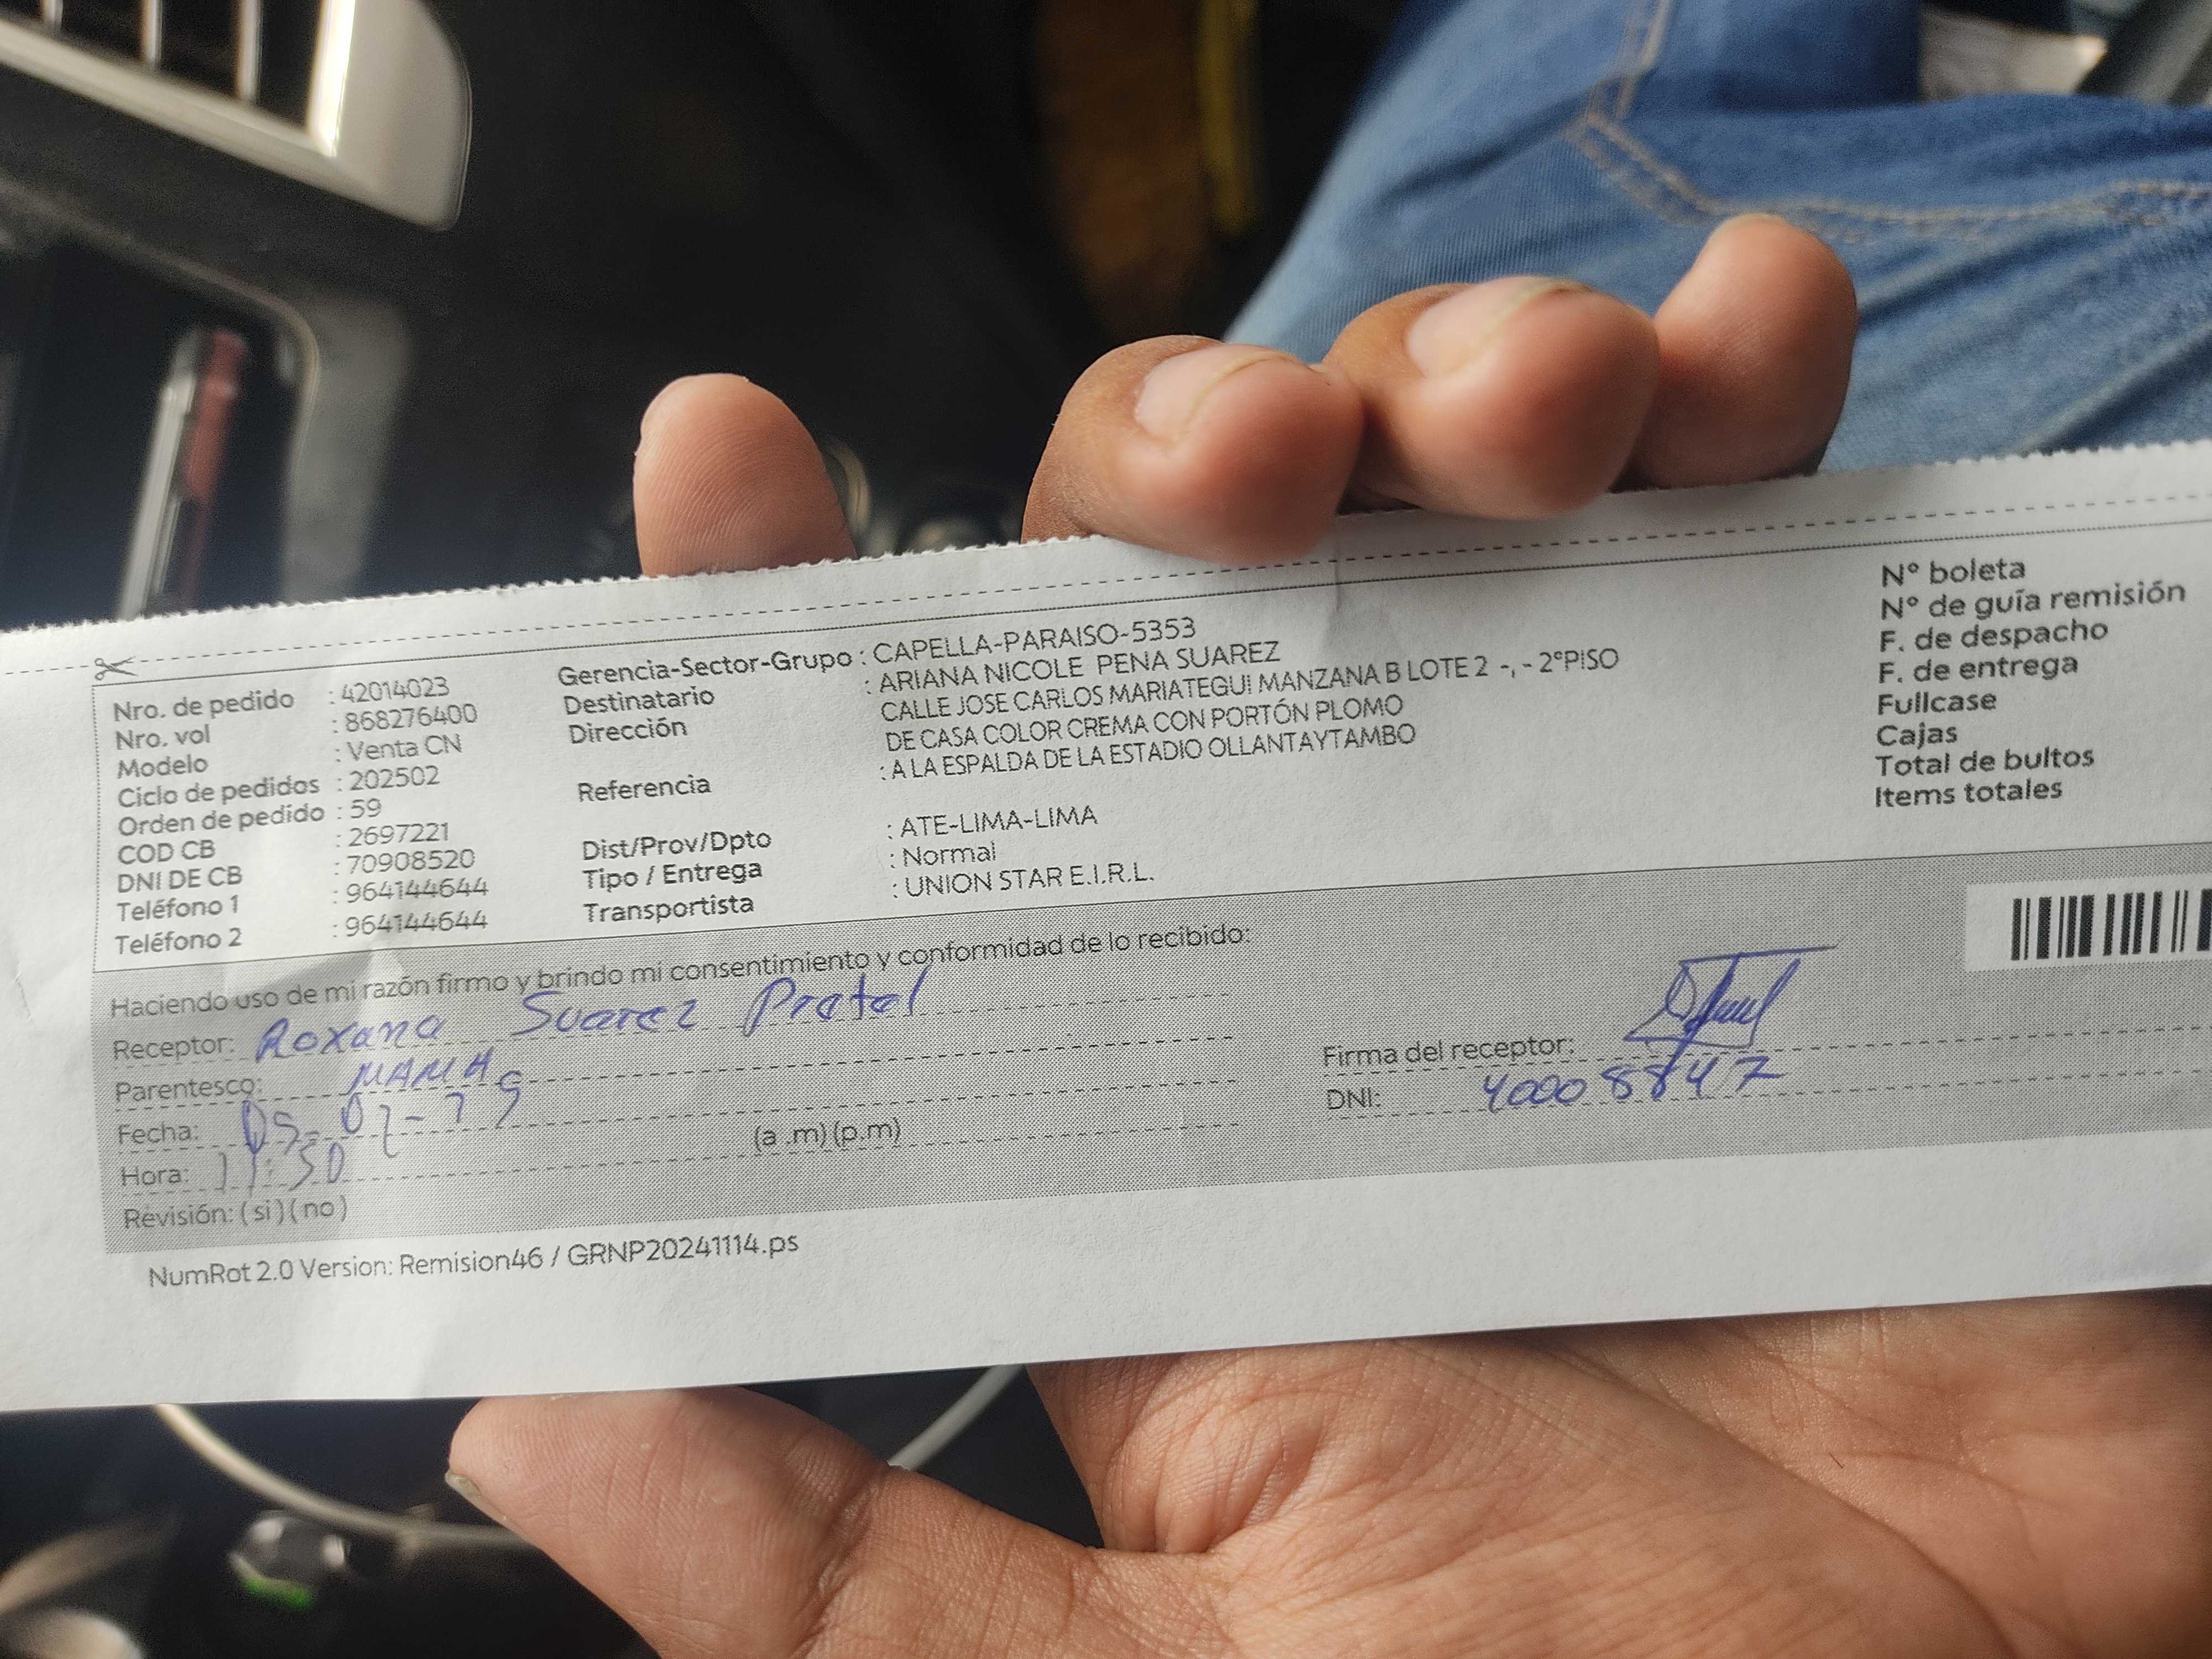 Nro. de pedido : 42014023
Nro. vol : 868276400
Modelo : Venta CN
Ciclo de pedidos : 202502
Orden de pedido : 59
COD CB : 2697221
DNI DE CB : 70908520
Teléfono 1 : 964144644
Teléfono 2 : 964144644
Gerencia-Sector-Grupo : CAPELLA-PARAISO-5353
Destinatario : ARIANA NICOLE PENA SUAREZ
Dirección CALLE JOSE CARLOS MARIATEGUI MANZANA B LOTE 2 -, - 2°PISO
DE CASA COLOR CREMA CON PORTÓN PLOMO
Referencia : A LA ESPALDA DE LA ESTADIO OLLANTAYTAMBO
Dist/Prov/Dpto : ATE-LIMA-LIMA
Tipo / Entrega : Normal
Transportista : UNION STAR E.I.R.L.
N° boleta
N° de guía remisión
F. de despacho
F. de entrega
Fullcase
Cajas
Total de bultos
Items totales
Haciendo uso de mi razón firmo y brindo mi consentimiento y conformidad de lo recibido:
Receptor: Roxana Suarez Pretel
Parentesco: MAMA
Fecha:
Hora: 11:50 (a .m) (p.m)
Revisión: ( si ) ( no )
Firma del receptor:
DNI: 40008847
NumRot 2.0 Version: Remision46 / GRNP20241114.ps